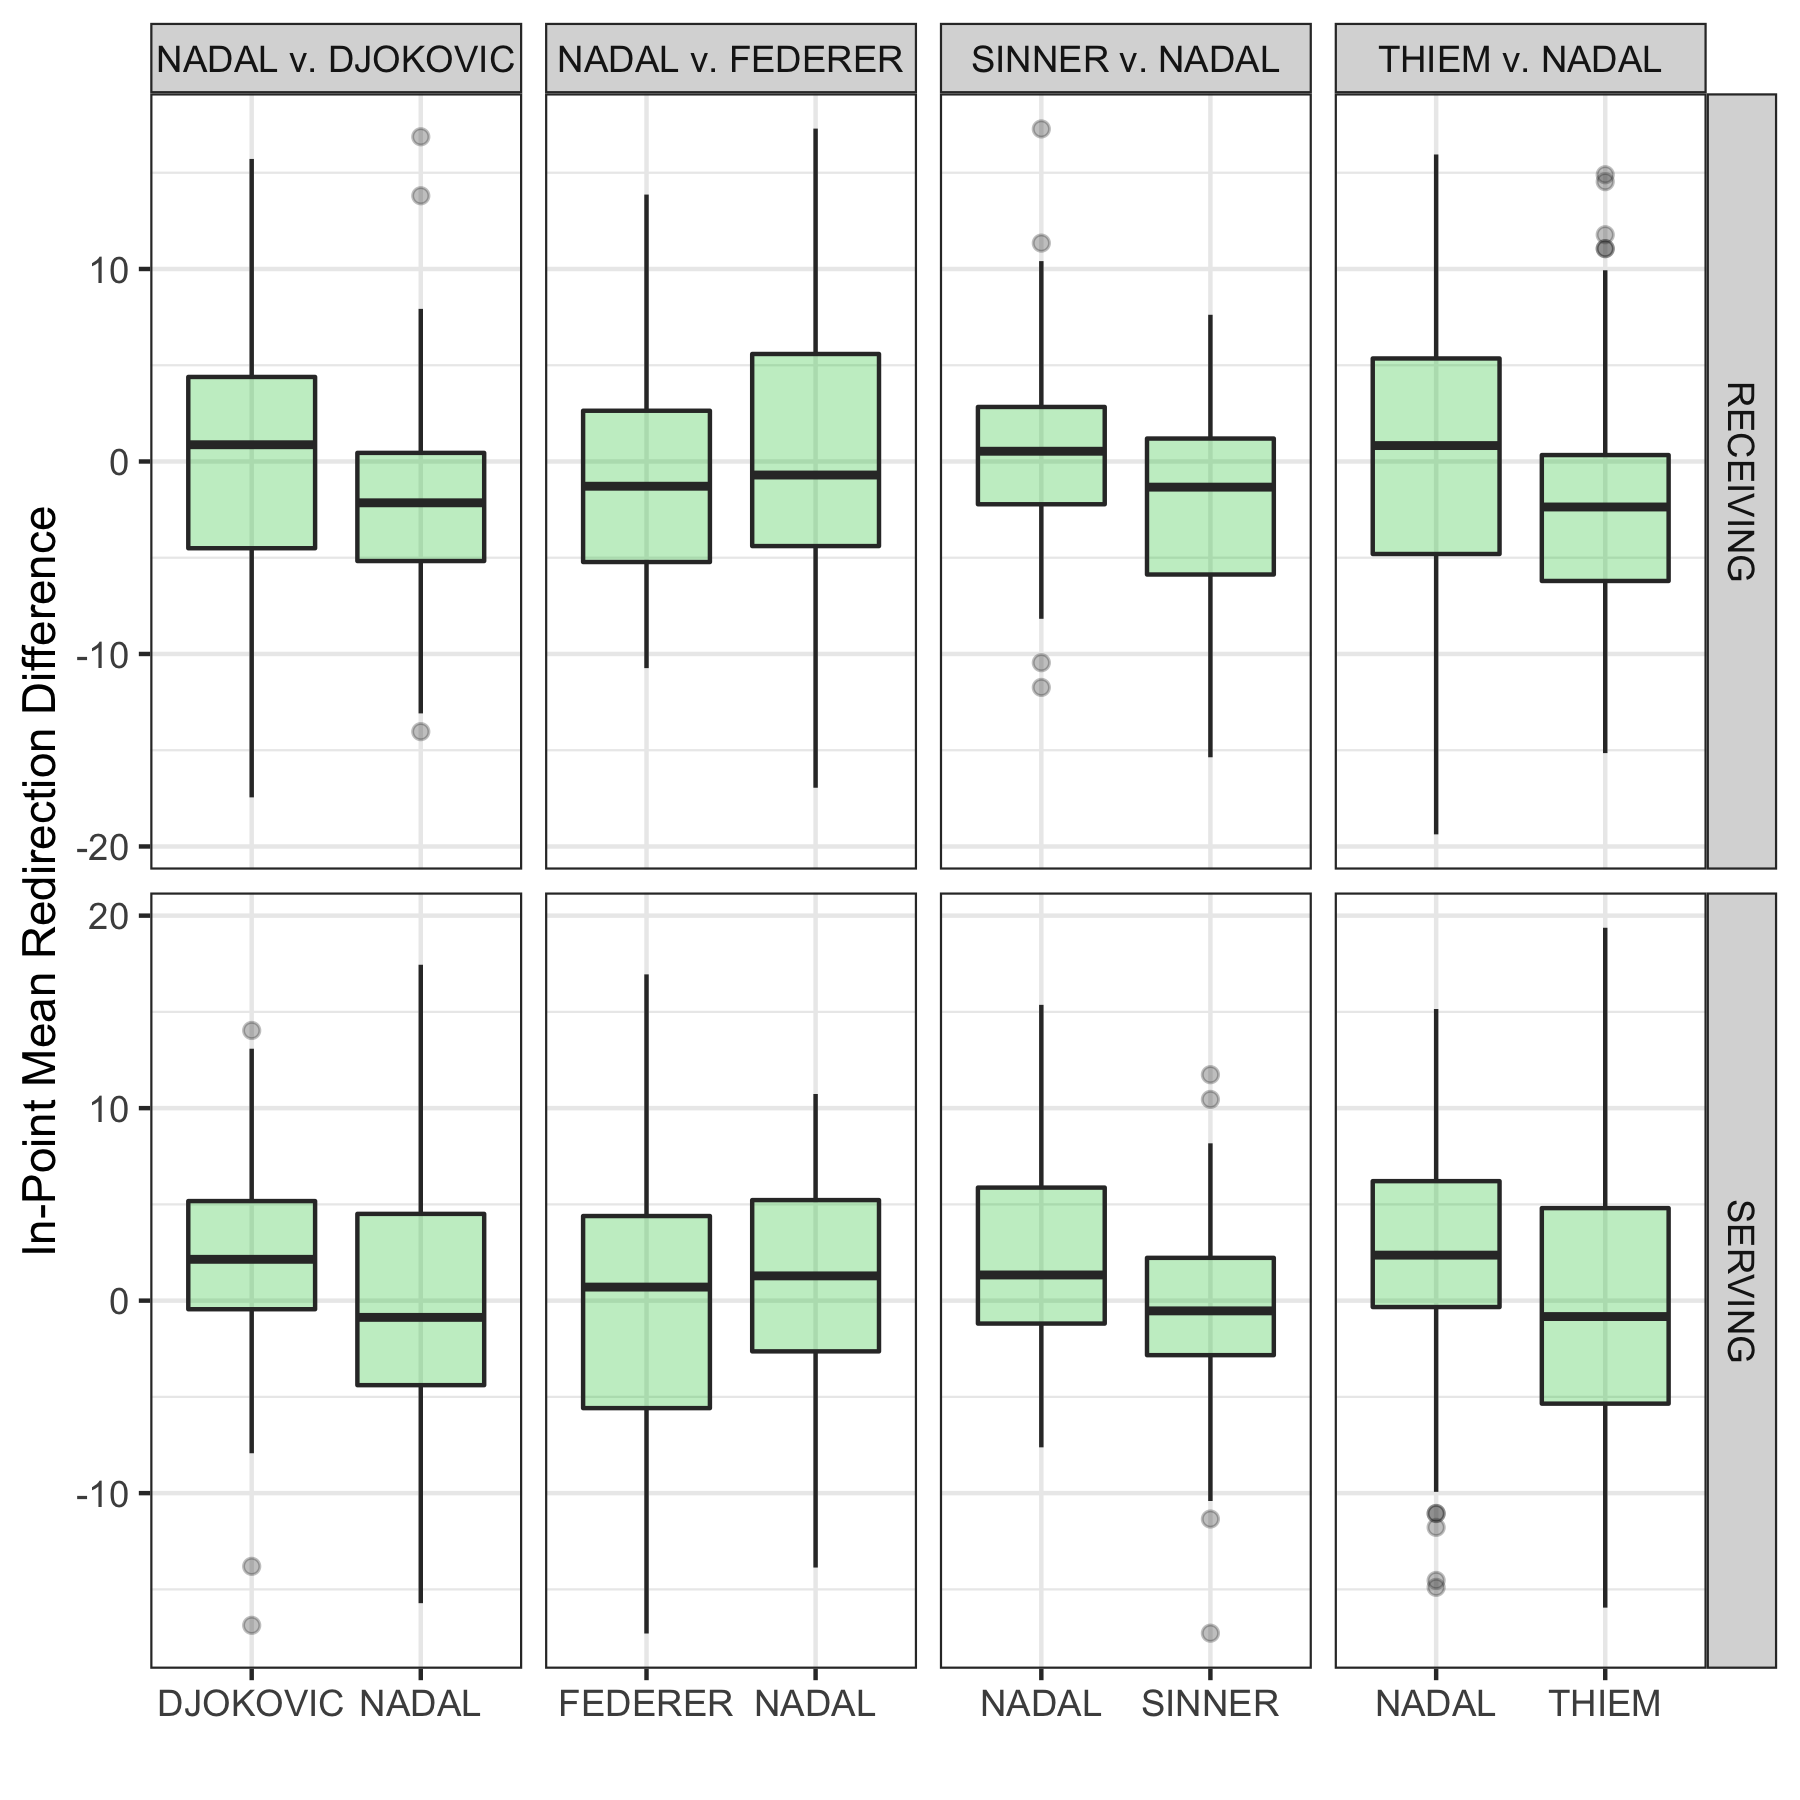 NADAL v. DJOKOVIC
NADAL v. FEDERER
SINNER v. NADAL
THIEM v. NADAL
In-Point Mean Redirection Difference
10
0
-10
-20
RECEIVING
20
10
0
-10
SERVING
DJOKOVIC NADAL
FEDERER NADAL
NADAL SINNER
NADAL THIEM